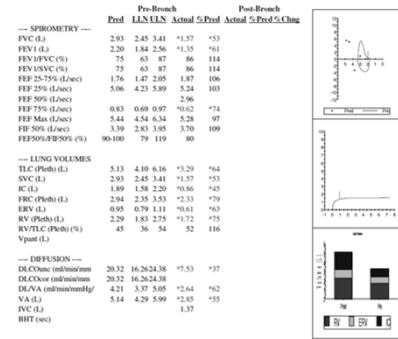 Pre-Bronch Post-Bronch
Pred LLN ULN Actual %Pred Actual %Pred %Chng
---- SPIROMETRY ----
FVC (L) 2.93 2.45 3.41 *1.57 *53
FEV1 (L) 2.20 1.84 2.56 *1.35 *61
FEV1/FVC (%) 75 63 87 86 114
FEV1/SVC (%) 75 63 87 86 114
FEF 25-75% (L/sec) 1.76 1.47 2.05 1.87 106
FEF 25% (L/sec) 5.06 4.23 5.89 5.24 103
FEF 50% (L/sec) 2.96
FEF 75% (L/sec) 0.83 0.69 0.97 *0.62 *74
FEF Max (L/sec) 5.44 4.54 6.34 5.28 97
FIF 50% (L/sec) 3.39 2.83 3.95 3.70 109
FEF50%/FIF50% (%) 90-100 79 119 80
---- LUNG VOLUMES
TLC (Pleth) (L) 5.13 4.10 6.16 *3.29 *64
SVC (L) 2.93 2.45 3.41 *1.57 *53
IC (L) 1.89 1.58 2.20 *0.86 *45
FRC (Pleth) (L) 2.94 2.35 3.53 *2.33 *79
ERV (L) 0.95 0.79 1.11 *0.61 *63
RV (Pleth) (L) 2.29 1.83 2.75 *1.72 *75
RV/TLC (Pleth) (%) 45 36 54 52 116
Vpant (L)
---- DIFFUSION ----
DLCOunc (ml/min/mm 20.32 16.26 24.38 *7.53 *37
DLCOcor (ml/min/mm 20.32 16.26 24.38
DL/VA (ml/min/mmHg/ 4.21 3.37 5.05 *2.64 *62
VA (L) 5.14 4.29 5.99 *2.85 *55
IVC (L) 1.37
BHT (sec)
Pred Pre
Volume (L)
Pred Pre
RV ERV IC